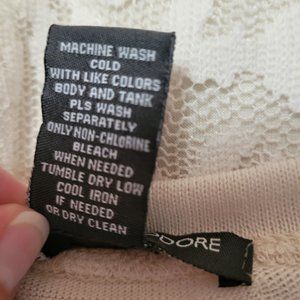 MACHINE WASH
COLD
WITH LIKE COLORS
BODY AND TANK
PLS WASH
SEPARATELY
ONLY NON-CHLORINE
BLEACH
WHEN NEEDED
TUMBLE DRY LOW
COOL IRON
IF NEEDED
OR DRY CLEAN